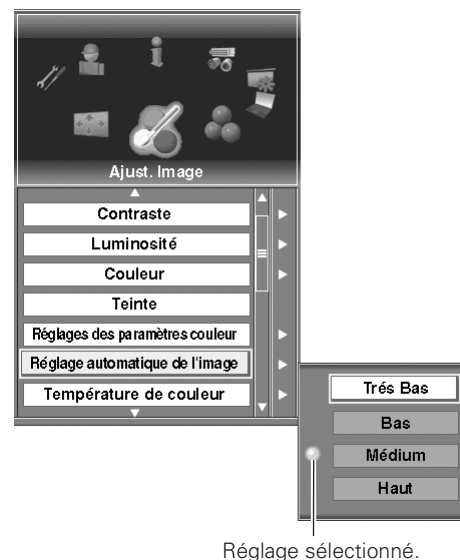 Ajust. Image
Contraste
Luminosité
Couleur
Teinte
Réglages des paramètres couleur
Réglage automatique de l'image
Température de couleur
Trés Bas
Bas
Médium
Haut
Réglage sélectionné.